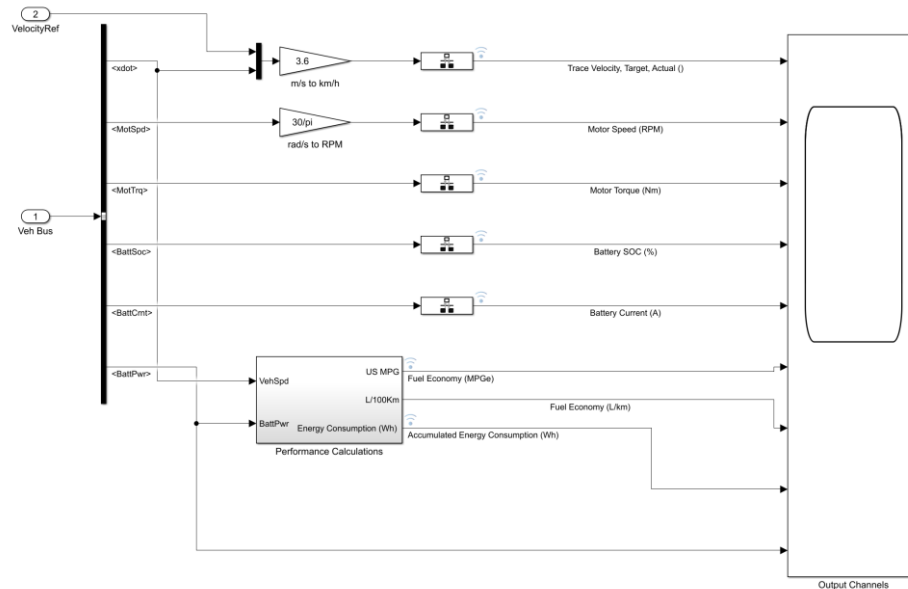 2
VelocityRef
<xdot>
3.6
m/s to km/h
Trace Velocity, Target, Actual ()
<MotSpd>
30/pi
rad/s to RPM
Motor Speed (RPM)
<MotTrq>
Motor Torque (Nm)
1
Veh Bus
<BattSoc>
Battery SOC (%)
<BattCrnt>
Battery Current (A)
<BattPwr>
VehSpd
BattPwr
US MPG
L/100Km
Energy Consumption (Wh)
Performance Calculations
Fuel Economy (MPGe)
Fuel Economy (L/km)
Accumulated Energy Consumption (Wh)
Output Channels